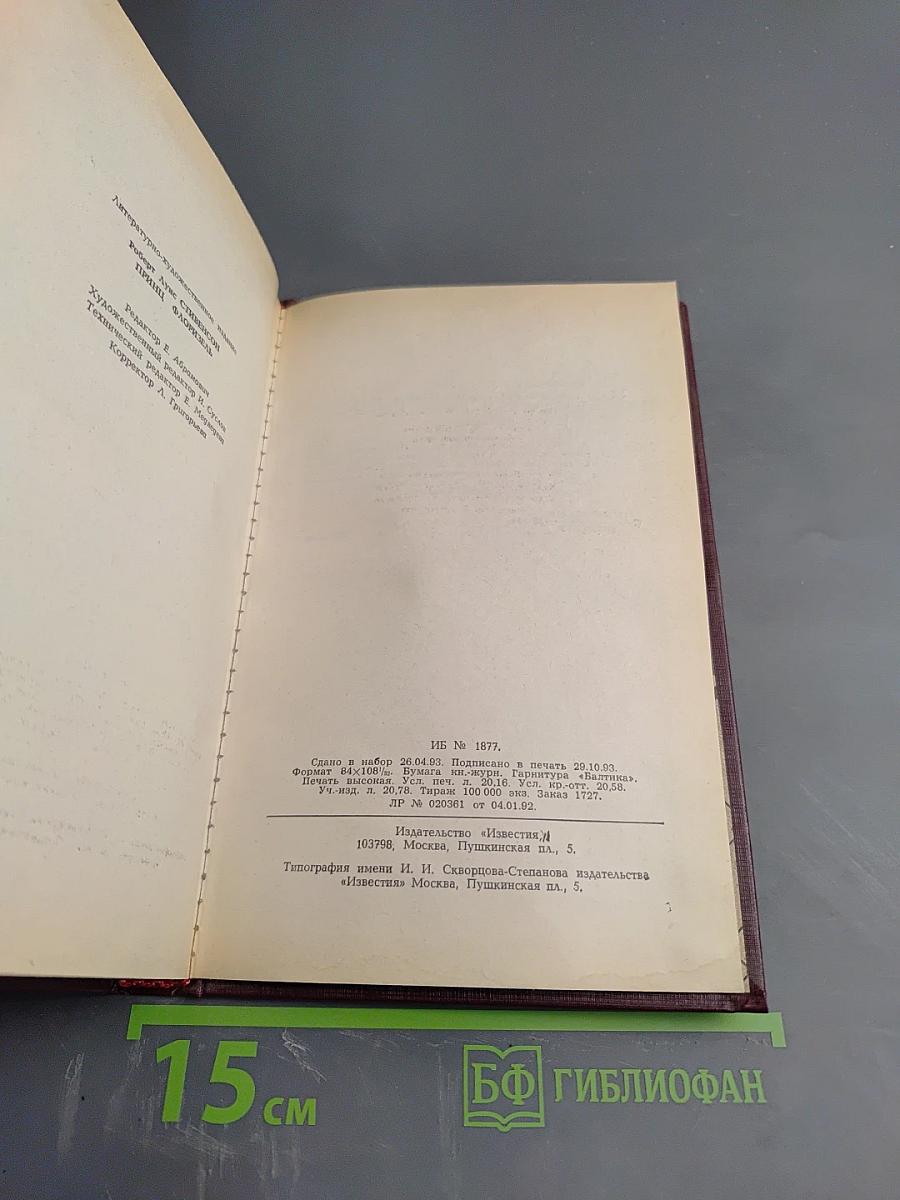 Литературно-художественное издание
Роберт Луис СТИВЕНСОН
ПРИНЦ ФЛОРИЗЕЛЬ
Редактор Е. Абрамович
Художественный редактор И. Суслов
Технический редактор Е. Медведева
Корректор Л. Григорьева
ИБ № 1877.
Сдано в набор 26.04.93. Подписано в печать 29.10.93.
Формат 84×108¹/₃₂. Бумага кн.-журн. Гарнитура «Балтика».
Печать высокая. Усл. печ. л. 20,16. Усл. кр.-отт. 20,58.
Уч.-изд. л. 20,78. Тираж 100 000 экз. Заказ 1727.
ЛР № 020361 от 04.01.92.
Издательство «Известия»
103798, Москва, Пушкинская пл., 5.
Типография имени И. И. Скворцова-Степанова издательства
«Известия» Москва, Пушкинская пл., 5.
15 см
БФ ГИБЛИОФАН